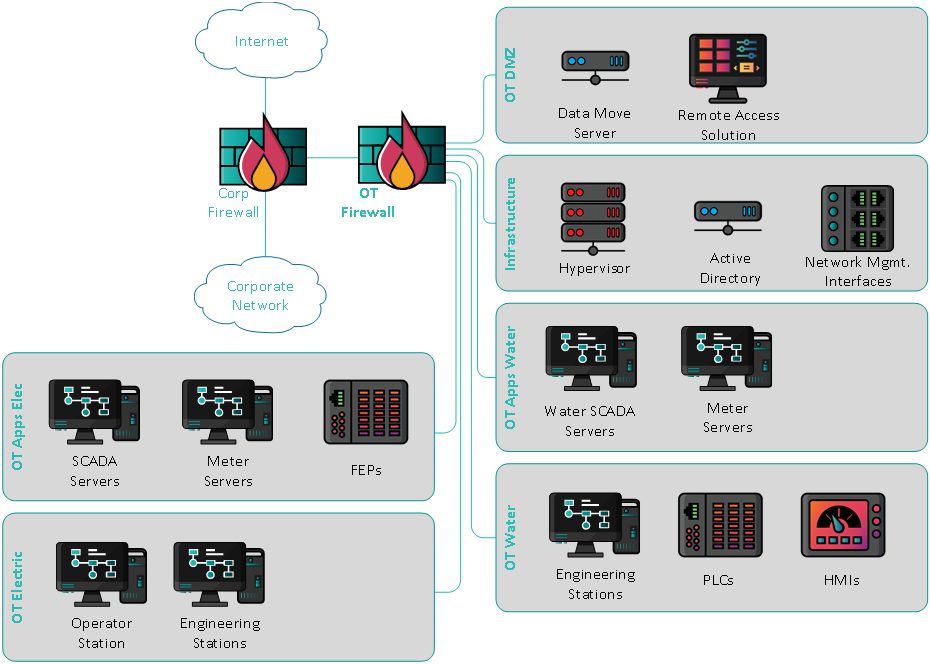 Internet
Corp
Firewall
OT
Firewall
Corporate
Network
OT DMZ
Data Move
Server
Remote Access
Solution
Infrastructure
Hypervisor
Active
Directory
Network Mgmt.
Interfaces
OT Apps Water
Water SCADA
Servers
Meter
Servers
OT Apps Elec
SCADA
Servers
Meter
Servers
FEPs
OT Water
Engineering
Stations
PLCs
HMIs
OT Electric
Operator
Station
Engineering
Stations